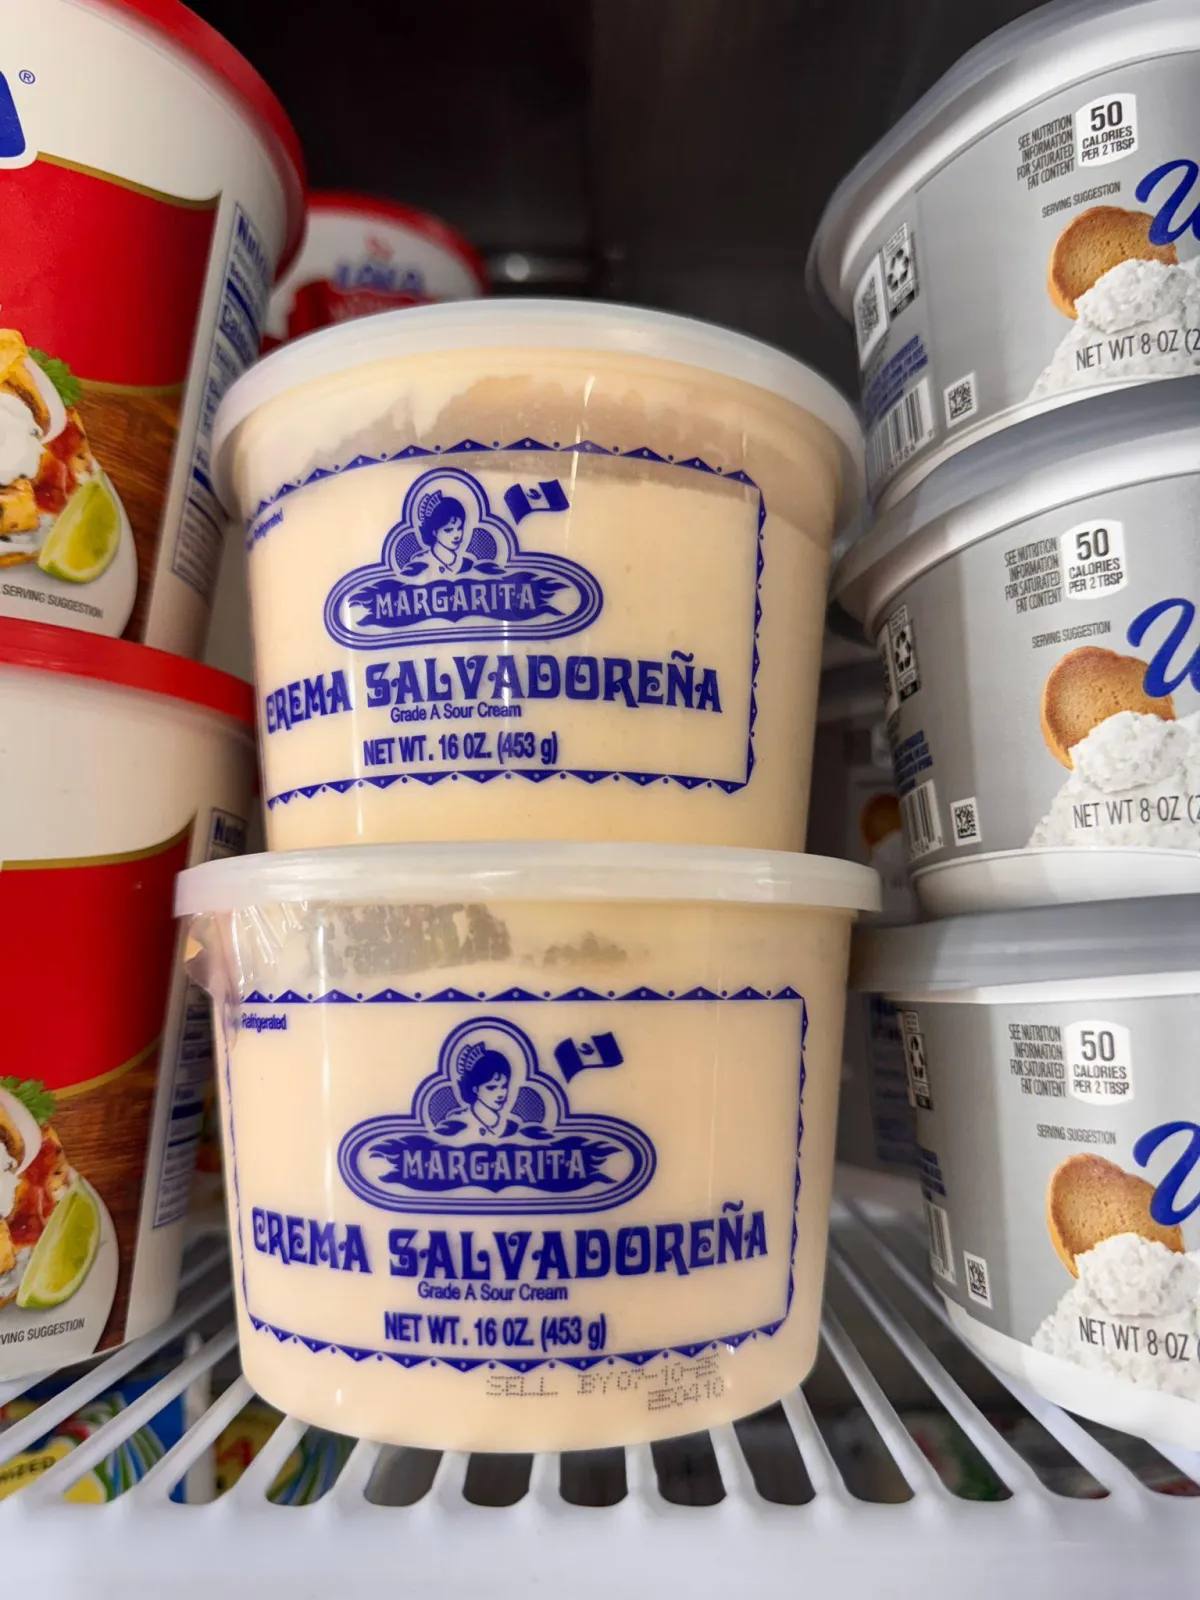 ®
SERVING SUGGESTION
VING SUGGESTION
Refrigerated
MARGARITA
CREMA SALVADOREÑA
Grade A Sour Cream
NET WT. 16 OZ. (453 g)
Refrigerated
MARGARITA
CREMA SALVADOREÑA
Grade A Sour Cream
NET WT. 16 OZ. (453 g)
SELL BY 07-10-25
SEE NUTRITION
INFORMATION
FOR SATURATED
FAT CONTENT
50
CALORIES
PER 2 TBSP
SERVING SUGGESTION
NET WT 8 OZ (2
SEE NUTRITION
INFORMATION
FOR SATURATED
FAT CONTENT
50
CALORIES
PER 2 TBSP
SERVING SUGGESTION
NET WT 8 OZ (2
SEE NUTRITION
INFORMATION
FOR SATURATED
FAT CONTENT
50
CALORIES
PER 2 TBSP
SERVING SUGGESTION
NET WT 8 OZ (